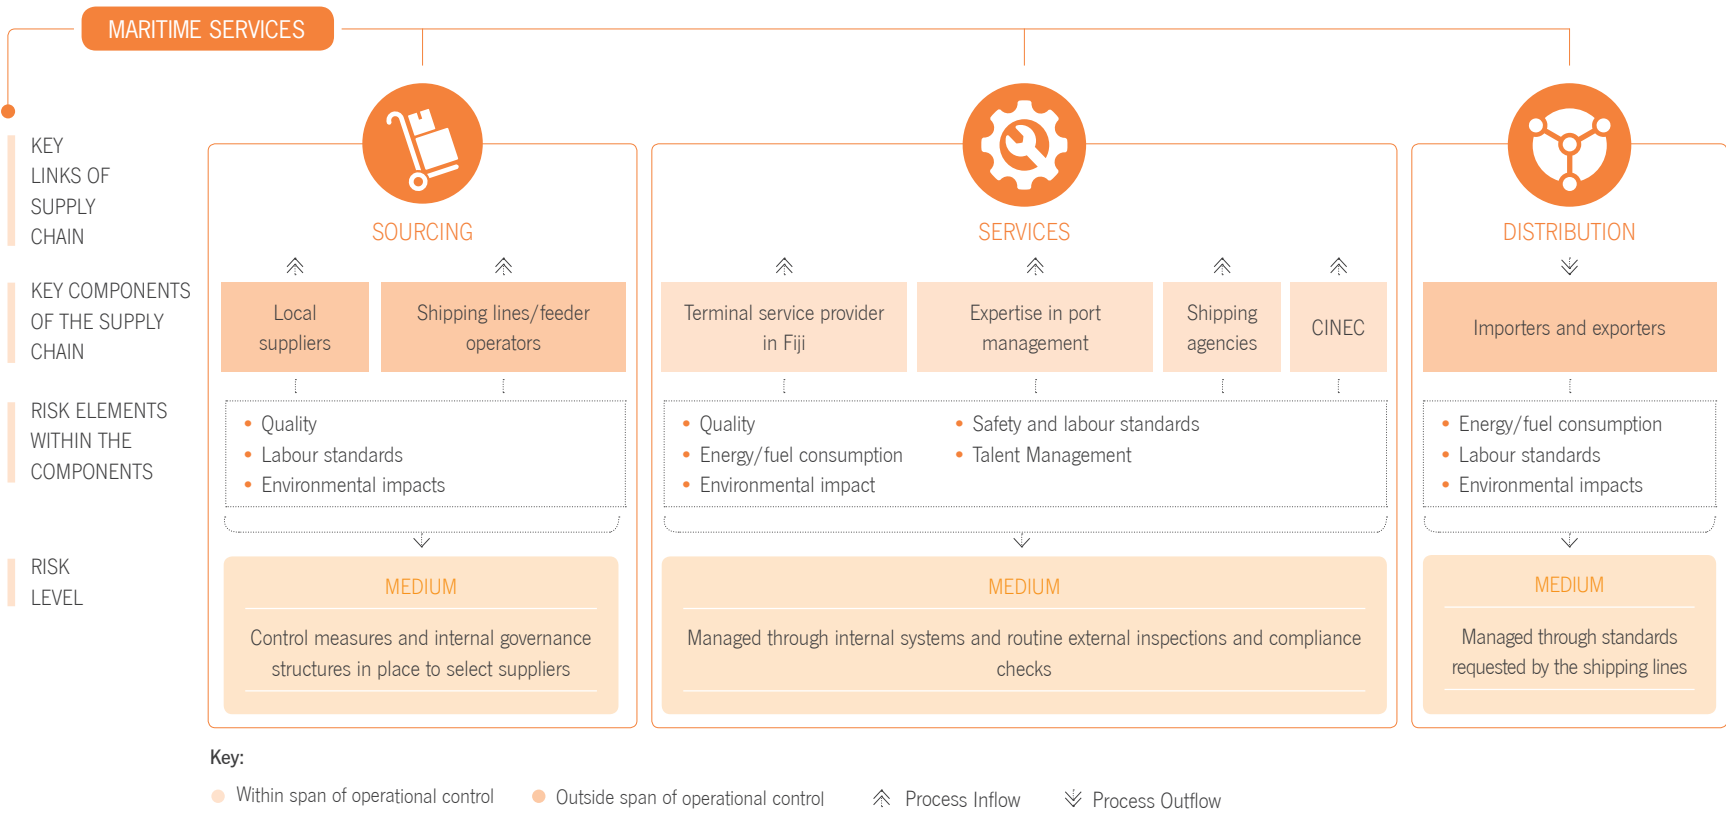 MARITIME SERVICES
KEY
LINKS OF
SUPPLY
CHAIN
SOURCING
SERVICES
DISTRIBUTION
KEY COMPONENTS
OF THE SUPPLY
CHAIN
Local
suppliers
Shipping lines/feeder
operators
Terminal service provider
in Fiji
Expertise in port
management
Shipping
agencies
CINEC
Importers and exporters
RISK ELEMENTS
WITHIN THE
COMPONENTS
• Quality
• Labour standards
• Environmental impacts
• Quality
• Energy/fuel consumption
• Environmental impact
• Safety and labour standards
• Talent Management
• Energy/fuel consumption
• Labour standards
• Environmental impacts
RISK
LEVEL
MEDIUM
Control measures and internal governance
structures in place to select suppliers
MEDIUM
Managed through internal systems and routine external inspections and compliance
checks
MEDIUM
Managed through standards
requested by the shipping lines
Key:
Within span of operational control
Outside span of operational control
Process Inflow
Process Outflow